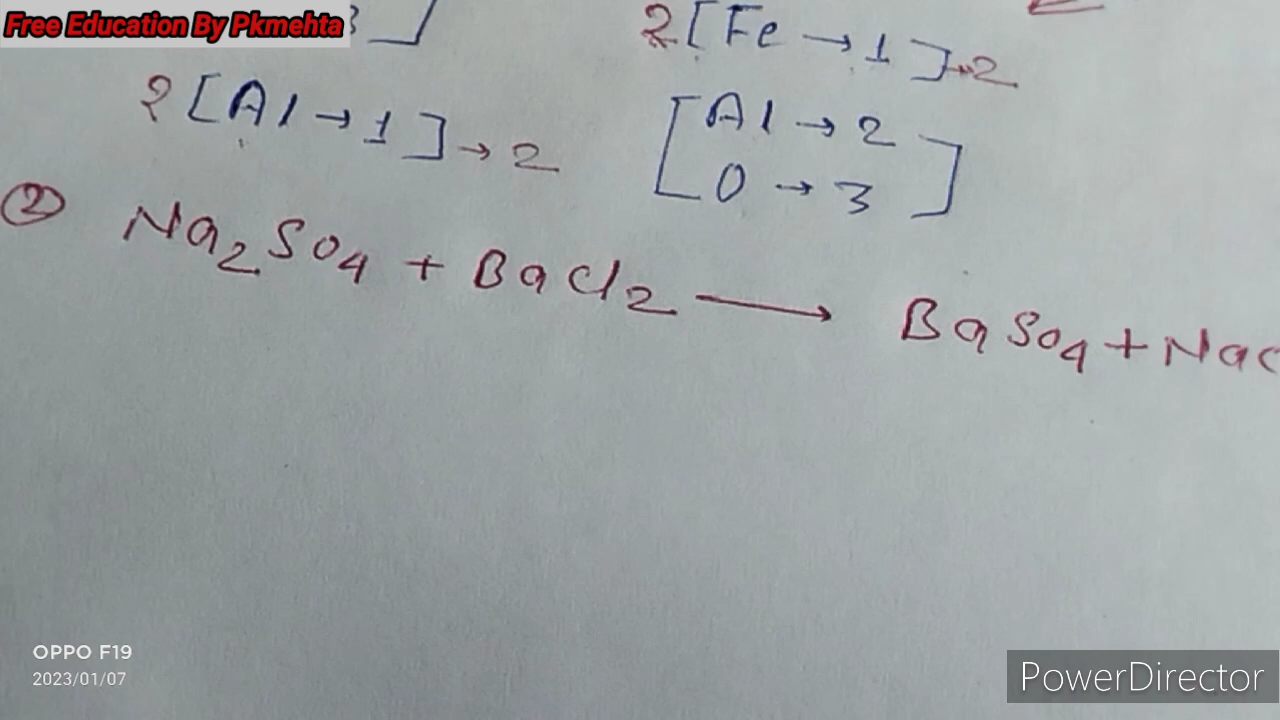 Free Education By Pkmehta
3 ]
2 [ Fe → 1 ] → 2
2 [ Al → 1 ] → 2
[ Al → 2
O → 3 ]
② Na₂SO₄ + BaCl₂ → BaSO₄ + Nac
OPPO F19
2023/01/07
PowerDirector